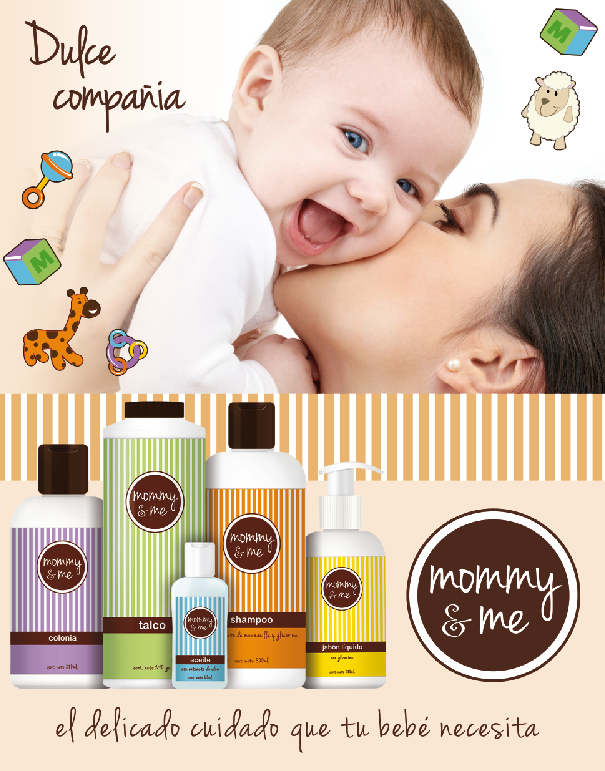 Dulce
compañia
M
M
mommy
& me
colonia
mommy
& me
talco
mommy
& me
aceite
mommy
& me
shampoo
mommy
& me
jabón líquido
mommy
& me
el delicado cuidado que tu bebé necesita